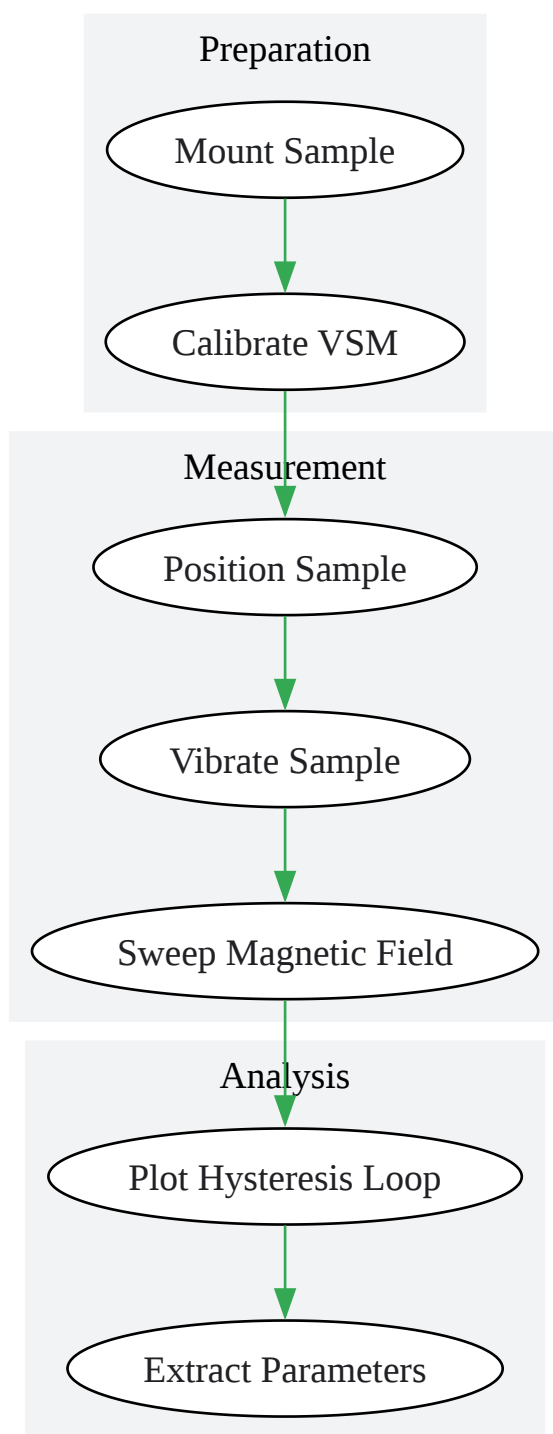 Preparation
Mount Sample
Calibrate VSM
Measurement
Position Sample
Vibrate Sample
Sweep Magnetic Field
Analysis
Plot Hysteresis Loop
Extract Parameters